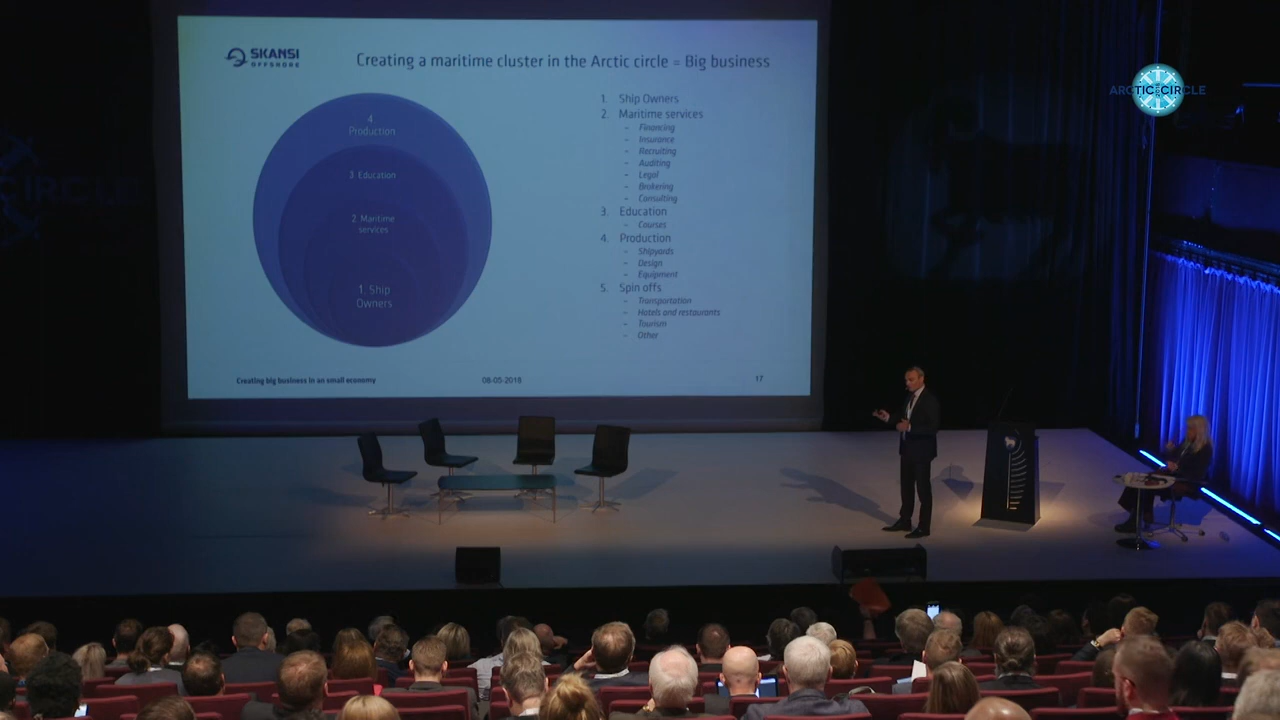 SKANSI
OFFSHORE
Creating a maritime cluster in the Arctic circle = Big business
4.
Production
3. Education
2. Maritime
services
1. Ship
Owners
1. Ship Owners
2. Maritime services
- Financing
- Insurance
- Recruiting
- Auditing
- Legal
- Brokering
- Consulting
3. Education
- Courses
4. Production
- Shipyards
- Design
- Equipment
5. Spin offs
- Transportation
- Hotels and restaurants
- Tourism
- Other
Creating big business in an small economy
08-05-2018
17
ARCTIC CIRCLE
CIRCLE